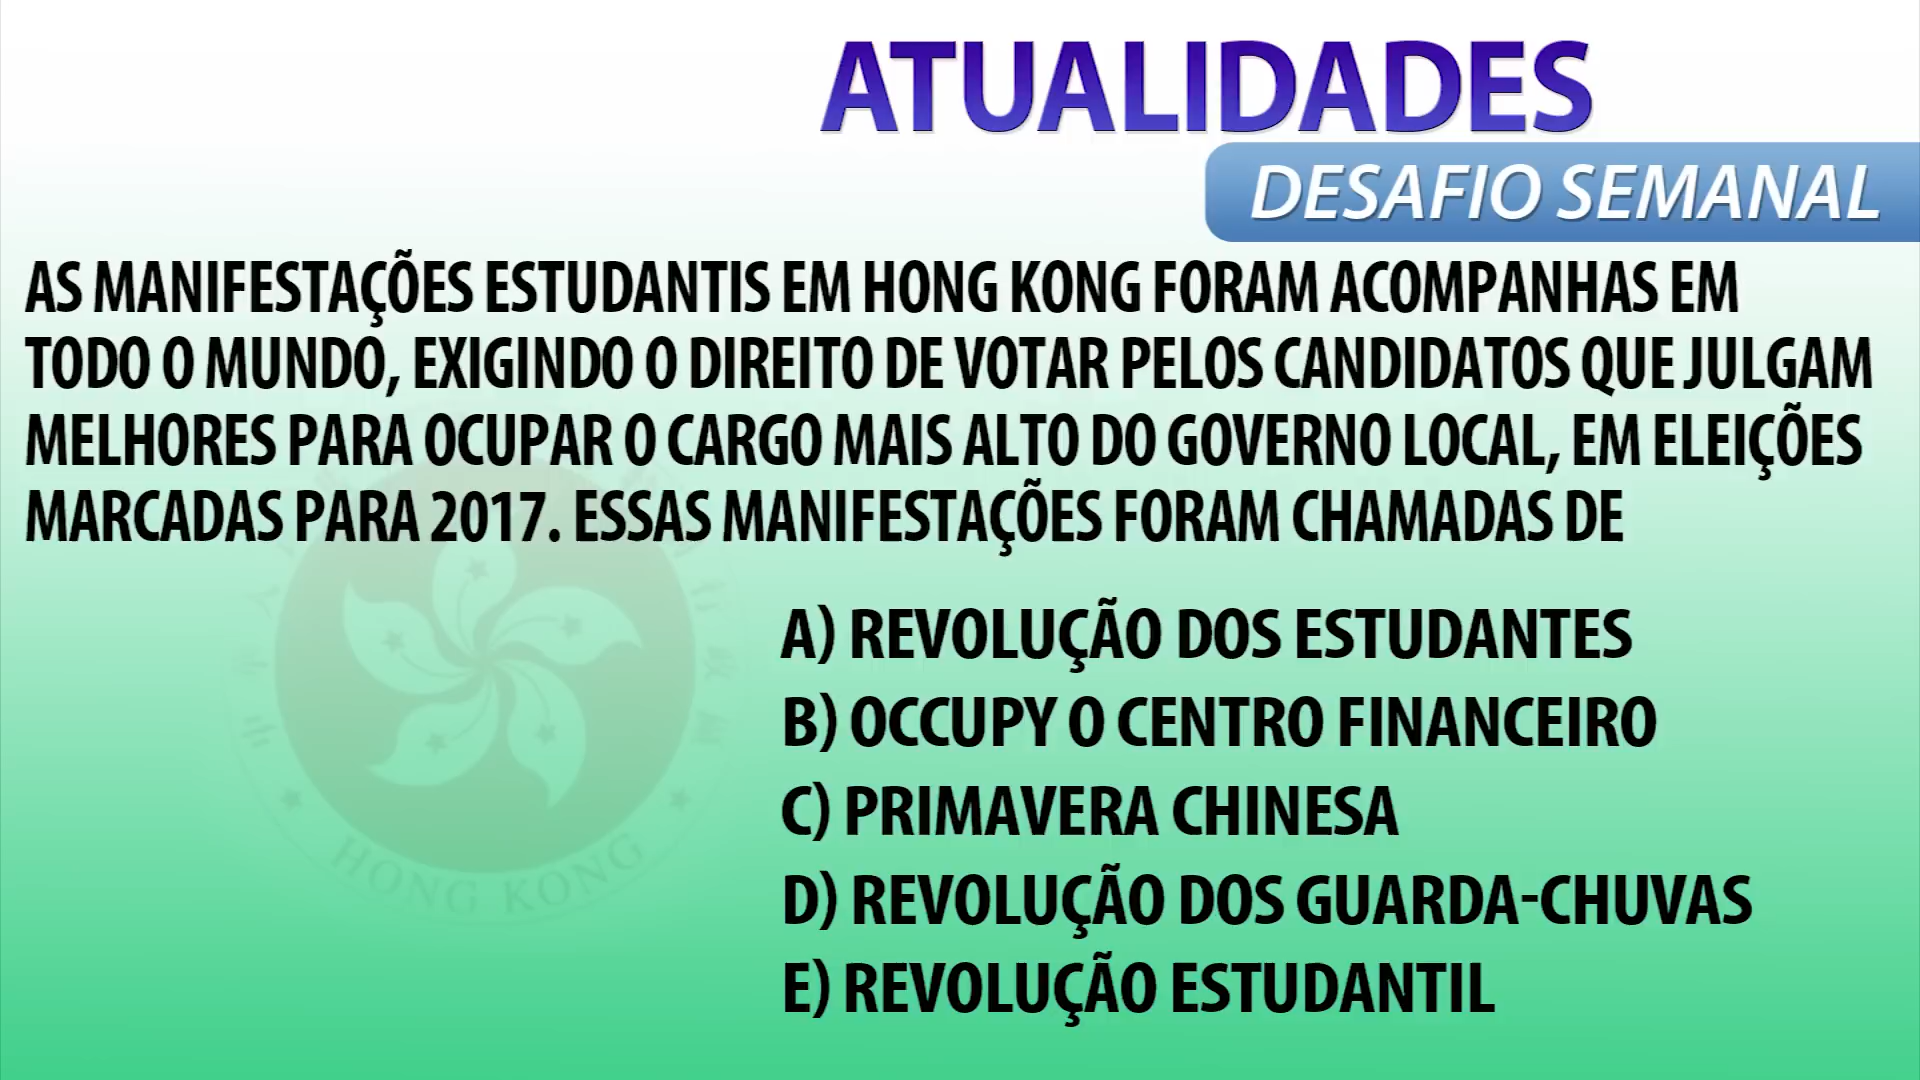 ATUALIDADES
DESAFIO SEMANAL
AS MANIFESTAÇÕES ESTUDANTIS EM HONG KONG FORAM ACOMPANHAS EM
TODO O MUNDO, EXIGINDO O DIREITO DE VOTAR PELOS CANDIDATOS QUE JULGAM
MELHORES PARA OCUPAR O CARGO MAIS ALTO DO GOVERNO LOCAL, EM ELEIÇÕES
MARCADAS PARA 2017. ESSAS MANIFESTAÇÕES FORAM CHAMADAS DE
A) REVOLUÇÃO DOS ESTUDANTES
B) OCCUPY O CENTRO FINANCEIRO
C) PRIMAVERA CHINESA
D) REVOLUÇÃO DOS GUARDA-CHUVAS
E) REVOLUÇÃO ESTUDANTIL
HONG KONG